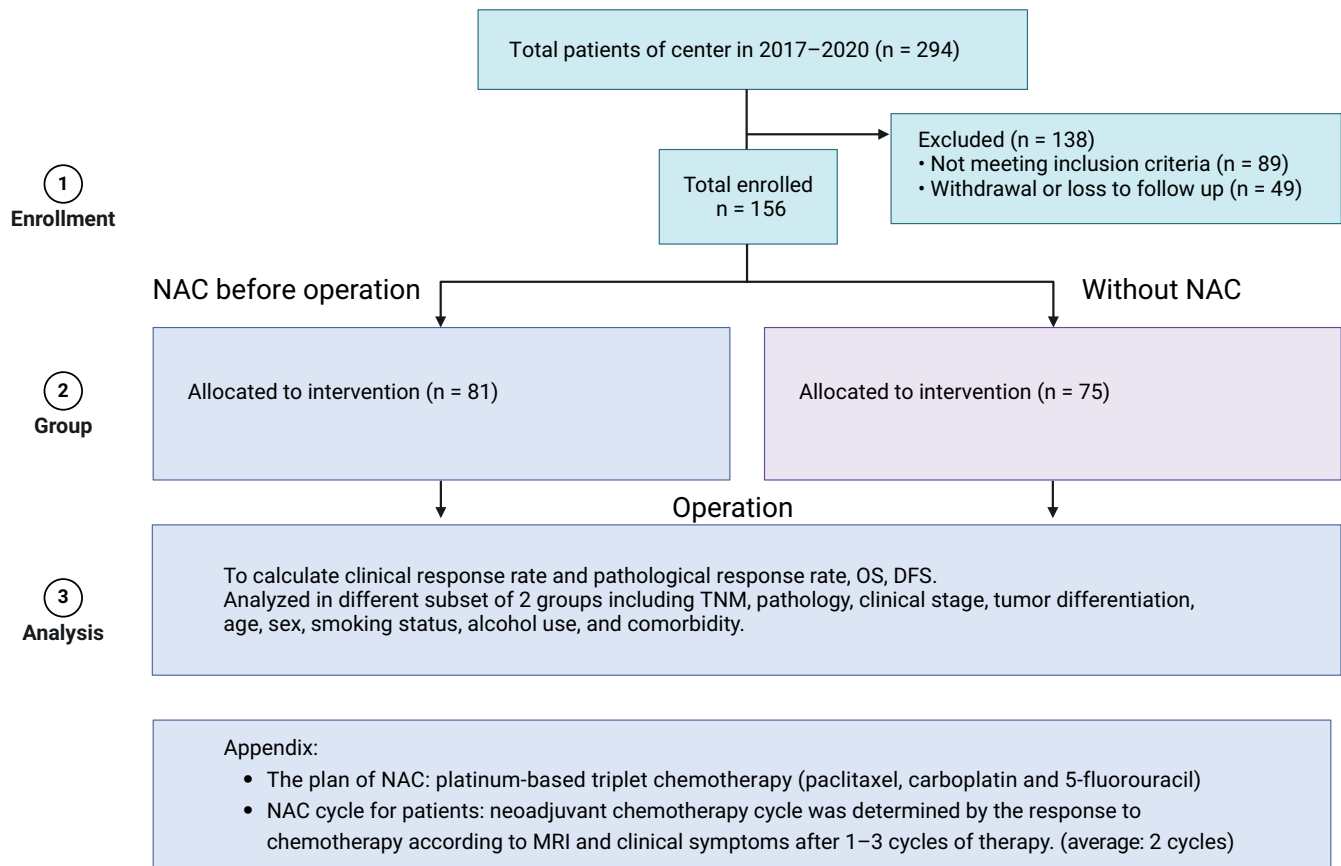 Total patients of center in 2017–2020 (n = 294)
Excluded (n = 138)
• Not meeting inclusion criteria (n = 89)
• Withdrawal or loss to follow up (n = 49)
Total enrolled
n = 156
1
Enrollment
NAC before operation
Without NAC
2
Group
Allocated to intervention (n = 81)
Allocated to intervention (n = 75)
Operation
3
Analysis
To calculate clinical response rate and pathological response rate, OS, DFS.
Analyzed in different subset of 2 groups including TNM, pathology, clinical stage, tumor differentiation,
age, sex, smoking status, alcohol use, and comorbidity.
Appendix:
• The plan of NAC: platinum-based triplet chemotherapy (paclitaxel, carboplatin and 5-fluorouracil)
• NAC cycle for patients: neoadjuvant chemotherapy cycle was determined by the response to
chemotherapy according to MRI and clinical symptoms after 1–3 cycles of therapy. (average: 2 cycles)